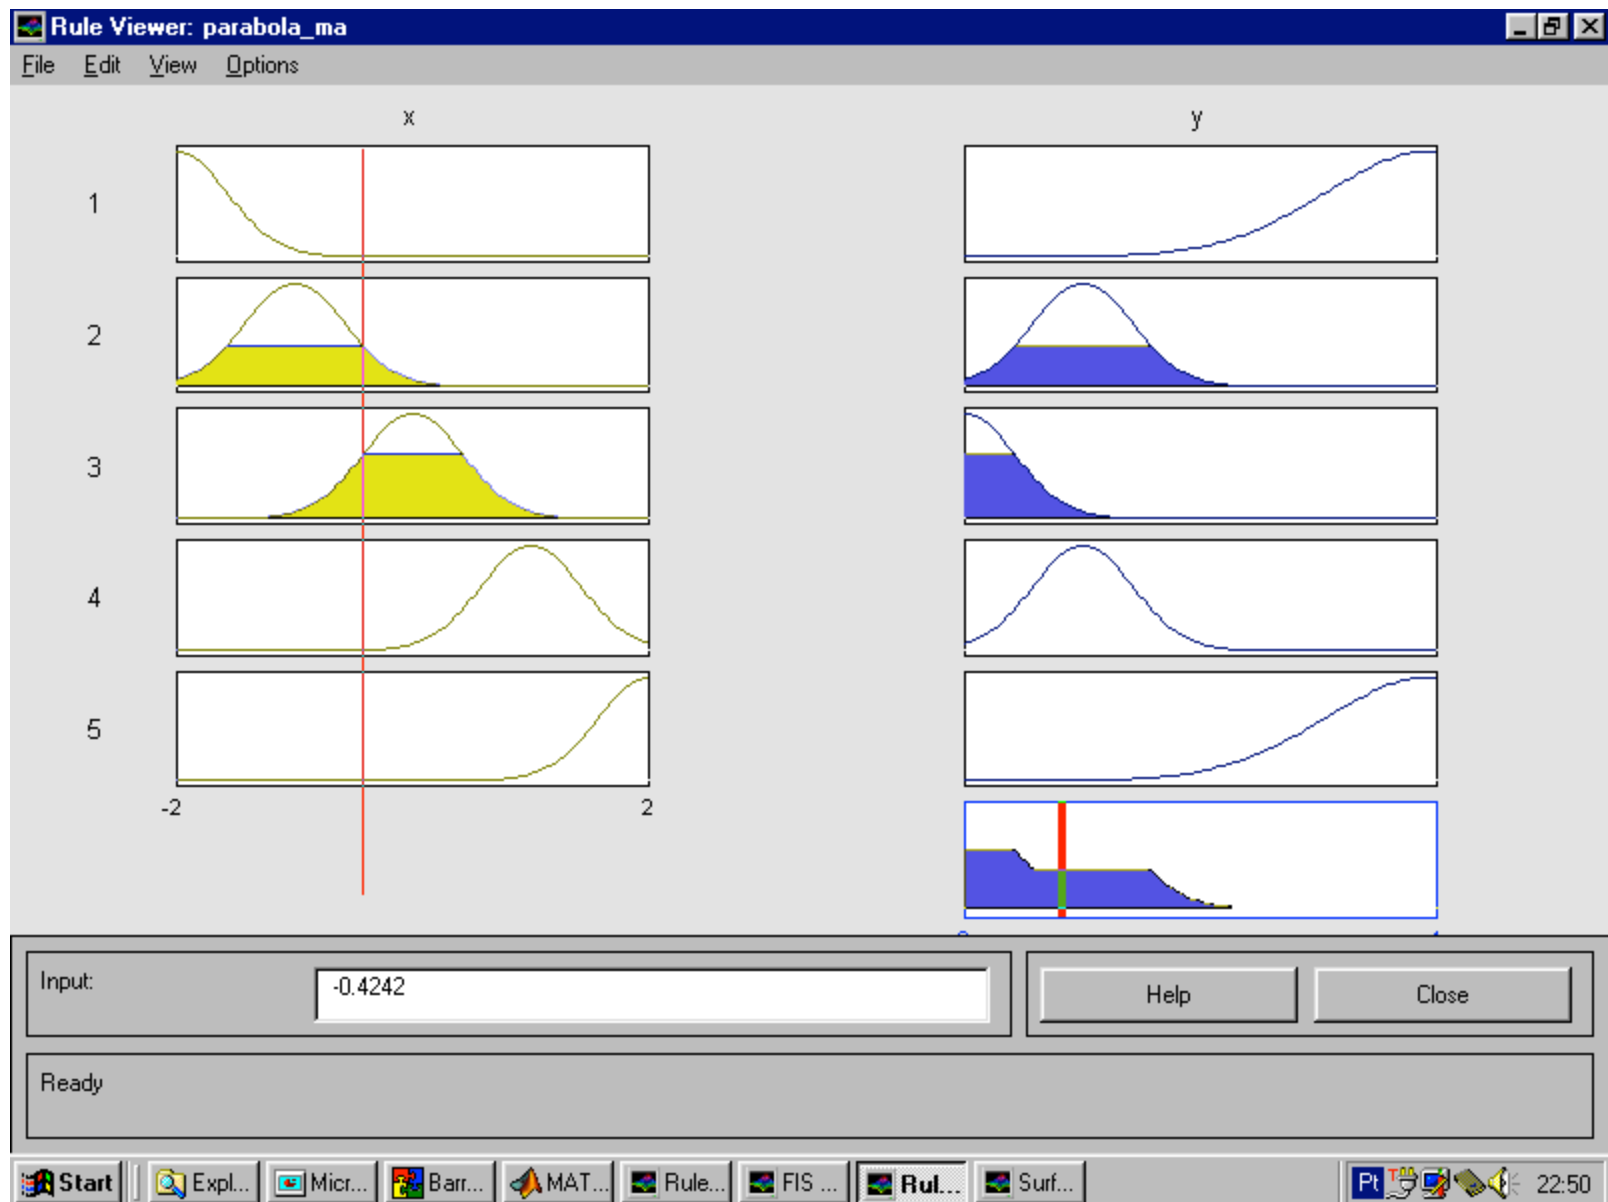 Rule Viewer: parabola_ma
File Edit View Options
x y
1
2
3
4
5
-2 2
Input: -0.4242 Help Close
Ready
Start Expl... Micr... Barr... MAT... Rule... FIS ... Rul... Surf... Pt 22:50